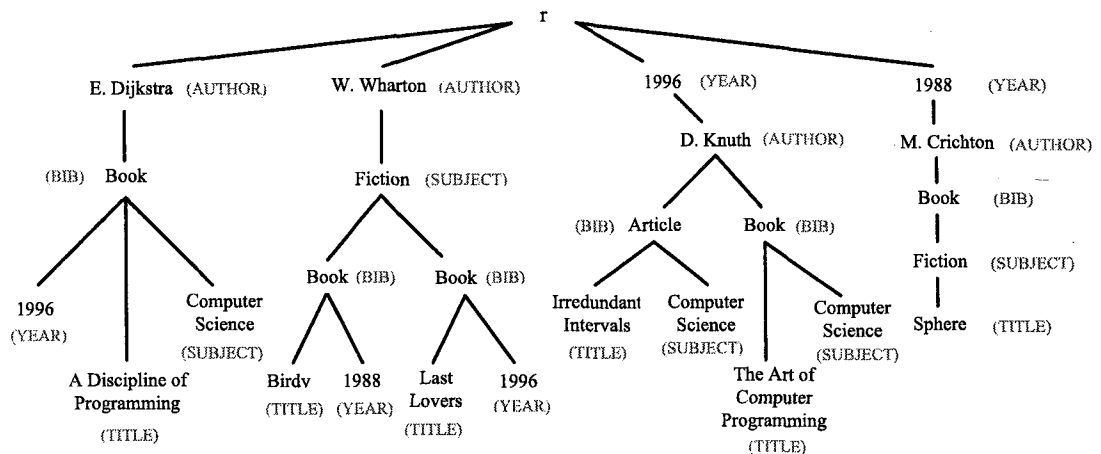 r
E. Dijkstra (AUTHOR)
W. Wharton (AUTHOR)
1996 (YEAR)
1988 (YEAR)
D. Knuth (AUTHOR)
M. Crichton (AUTHOR)
(BIB) Book
Fiction (SUBJECT)
Book (BIB)
(BIB) Article
Book (BIB)
Fiction (SUBJECT)
Book (BIB)
Book (BIB)
1996
(YEAR)
Computer
Science
(SUBJECT)
Irredundant
Intervals
(TITLE)
Computer
Science
(SUBJECT)
Computer
Science
(SUBJECT)
Sphere (TITLE)
A Discipline of
Programming
(TITLE)
Birdv
(TITLE)
1988
(YEAR)
Last
Lovers
(TITLE)
1996
(YEAR)
The Art of
Computer
Programming
(TITLE)